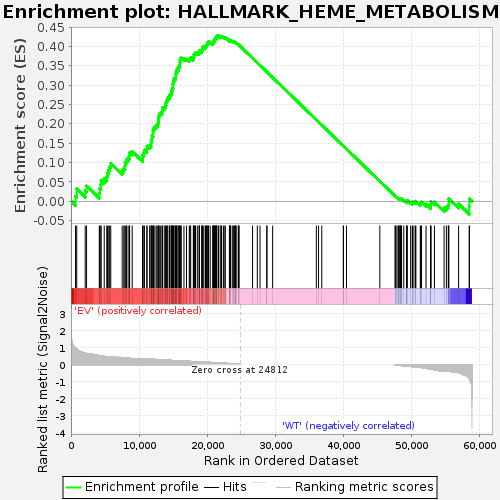 Enrichment plot: HALLMARK_HEME_METABOLISM
Enrichment score (ES)
0.45
0.40
0.35
0.30
0.25
0.20
0.15
0.10
0.05
0.00
-0.05
'EV' (positively correlated)
Ranked list metric (Signal2Noise)
3
2
1
0
-1
-2
-3
-4
Zero cross at 24812
'WT' (negatively correlated)
0
10,000
20,000
30,000
40,000
50,000
60,000
Rank in Ordered Dataset
Enrichment profile
Hits
Ranking metric scores